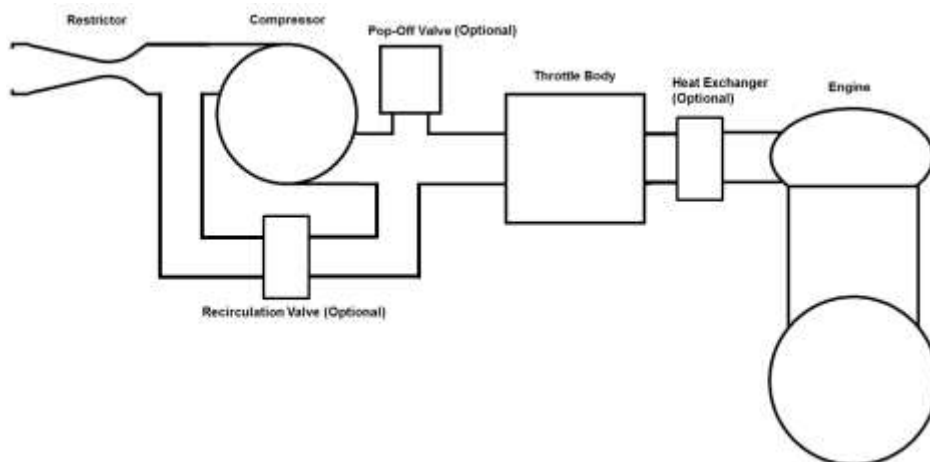 Restrictor
Compressor
Pop-Off Valve (Optional)
Throttle Body
Heat Exchanger
(Optional)
Engine
Recirculation Valve (Optional)